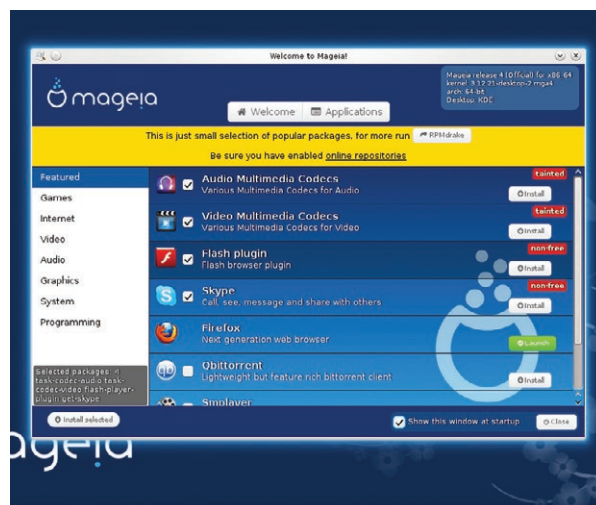 Welcome to Mageia!
mageia
Welcome
Applications
Mageia release 4 (Official) for x86_64
kernel: 3.12.21-desktop-2.mga4
arch: 64-bit
Desktop: KDE
This is just small selection of popular packages, for more run RPMdrake
Be sure you have enabled online repositories
Featured
Games
Internet
Video
Audio
Graphics
System
Programming
Audio Multimedia Codecs
Various Multimedia Codecs for Audio
tainted
Install
Video Multimedia Codecs
Various Multimedia Codecs for Video
tainted
Install
Flash plugin
Flash browser plugin
non-free
Install
Skype
Call, see, message and share with others
non-free
Install
Firefox
Next generation web browser
Launch
Qbittorrent
Lightweight but feature rich bittorrent client
Install
Smplayer
Selected packages: 4
task-codec-audio task-
codec-video flash-player-
plugin get-skype
Install selected
Show this window at startup
Close
ageia